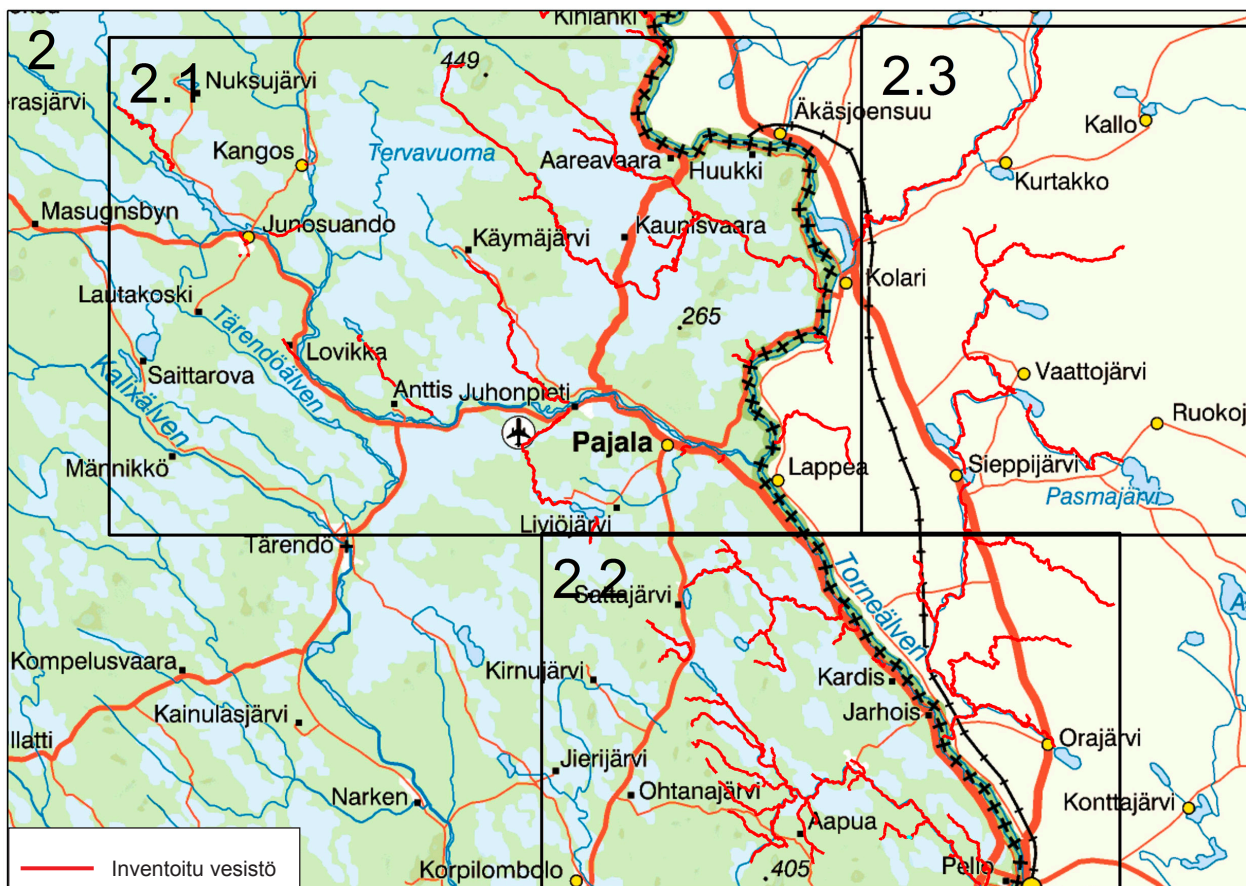 Kihlanki
2
449
2.3
2.1
Nuksujärvi
Äkäsjoensuu
Kallo
Kangos
Tervavuoma
Aareavaara
Huukki
Kurtakko
Masugnsbyn
Junosuando
Käymäjärvi
Kaunisvaara
Kolari
Lautakoski
Tärendöälven
265
Lovikka
Kalixälven
Saittarova
Anttis
Juhonpieti
Vaattojärvi
Pajala
Männikkö
Lappea
Sieppijärvi
Pasmajärvi
Liviöjärvi
Tärendö
2.2
Sattajärvi
Torneälven
Kompelusvaara
Kirnujärvi
Kardis
Kainulasjärvi
Jarhois
Orajärvi
Jierijärvi
Ohtanajärvi
Narken
Konttajärvi
Aapua
Inventoitu vesistö
Korpilombolo
405
Pello